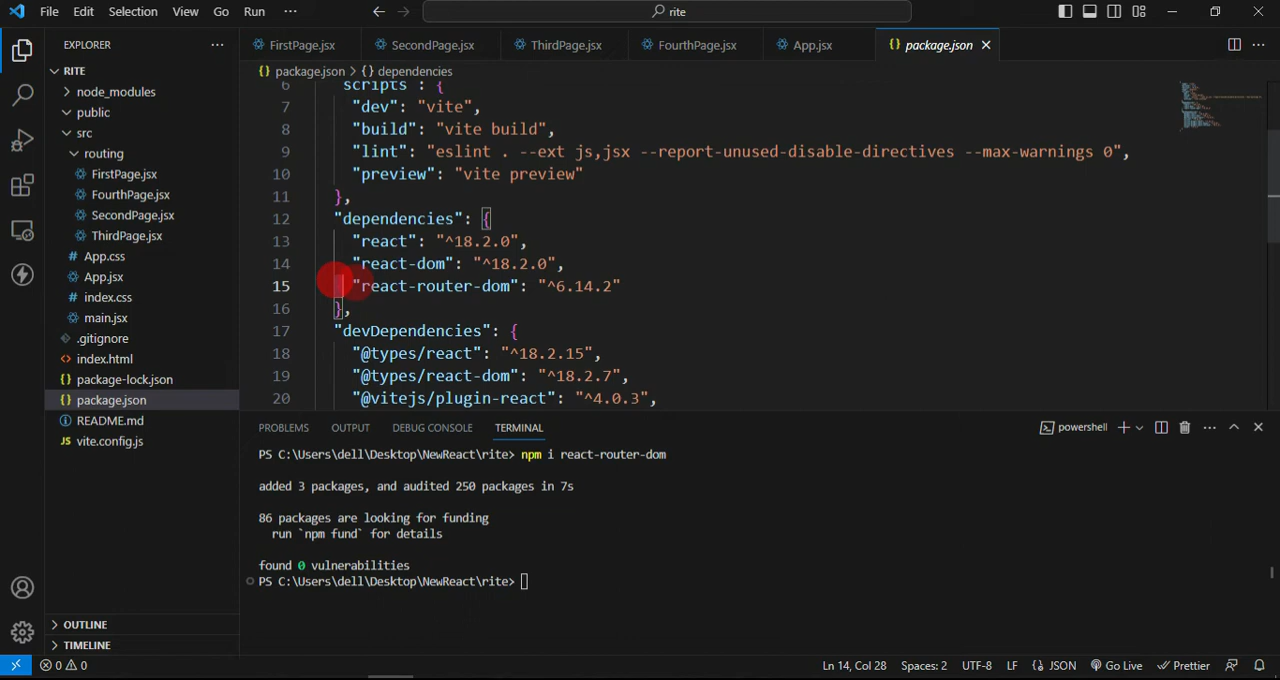 File Edit Selection View Go Run ··· rite
EXPLORER ···
FirstPage.jsx SecondPage.jsx ThirdPage.jsx FourthPage.jsx App.jsx {} package.json
{} package.json > {} dependencies
RITE
node_modules
public
src
routing
FirstPage.jsx
FourthPage.jsx
SecondPage.jsx
ThirdPage.jsx
# App.css
App.jsx
# index.css
main.jsx
.gitignore
<> index.html
{} package-lock.json
{} package.json
README.md
JS vite.config.js
OUTLINE
TIMELINE
6 "scripts": {
7 "dev": "vite",
8 "build": "vite build",
9 "lint": "eslint . --ext js,jsx --report-unused-disable-directives --max-warnings 0",
10 "preview": "vite preview"
11 },
12 "dependencies": {
13 "react": "^18.2.0",
14 "react-dom": "^18.2.0",
15 "react-router-dom": "^6.14.2"
16 },
17 "devDependencies": {
18 "@types/react": "^18.2.15",
19 "@types/react-dom": "^18.2.7",
20 "@vitejs/plugin-react": "^4.0.3",
PROBLEMS OUTPUT DEBUG CONSOLE TERMINAL powershell
PS C:\Users\dell\Desktop\NewReact\rite> npm i react-router-dom
added 3 packages, and audited 250 packages in 7s
86 packages are looking for funding
run `npm fund` for details
found 0 vulnerabilities
PS C:\Users\dell\Desktop\NewReact\rite>
0 0 Ln 14, Col 28 Spaces: 2 UTF-8 LF {} JSON Go Live Prettier